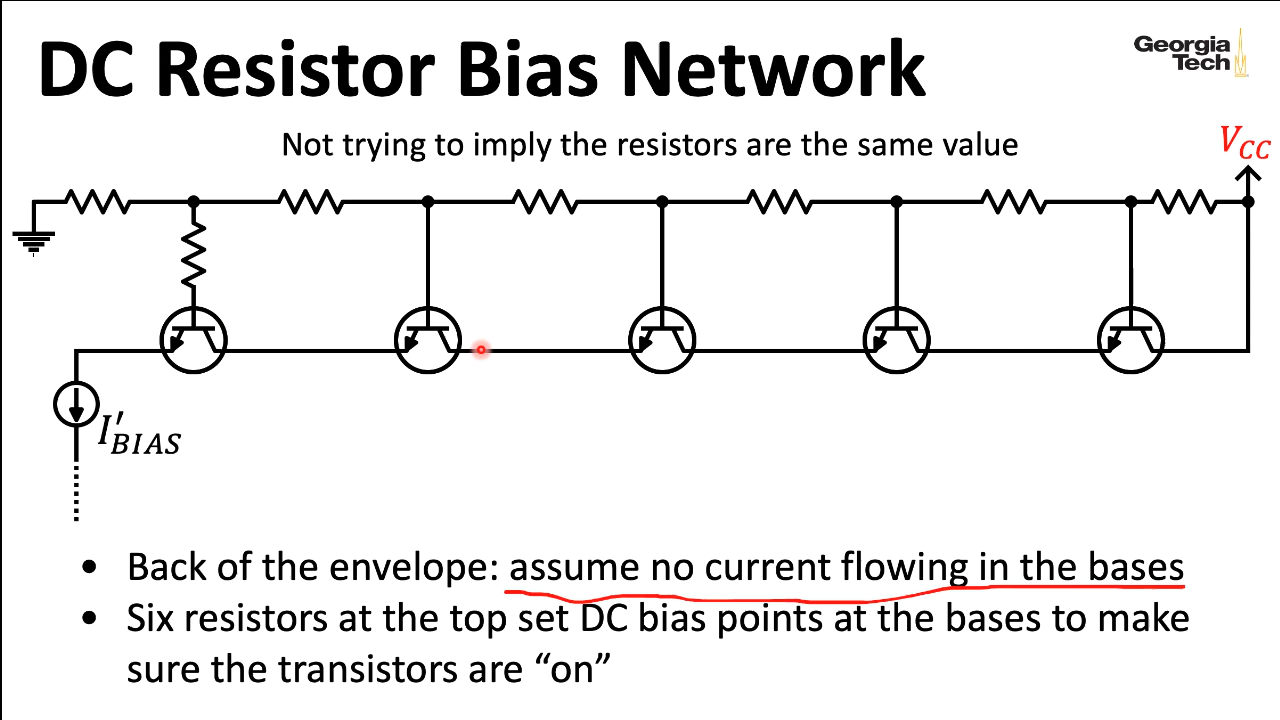 DC Resistor Bias Network
Georgia
Tech
Not trying to imply the resistors are the same value
V_CC
I'_BIAS
• Back of the envelope: assume no current flowing in the bases
• Six resistors at the top set DC bias points at the bases to make
sure the transistors are “on”